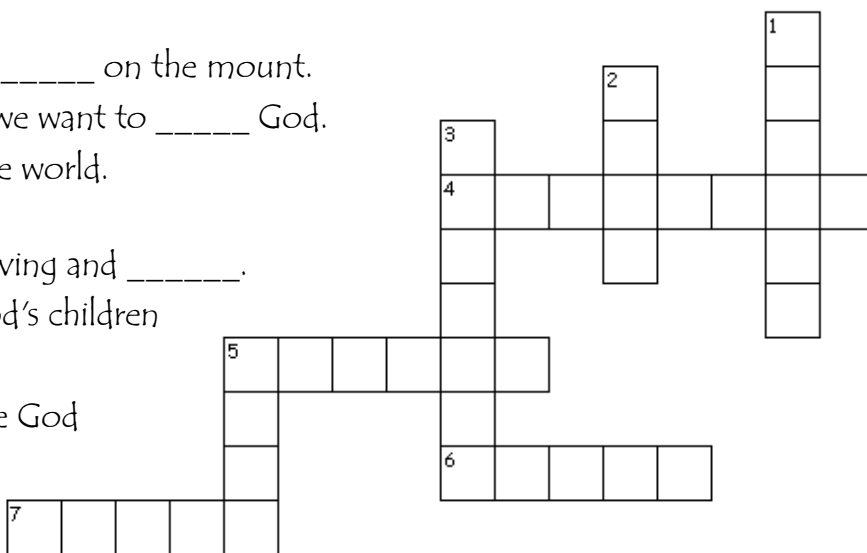 _____ on the mount.
we want to _____ God.
e world.
ving and ______.
d's children
e God
1
2
3
4
5
6
7